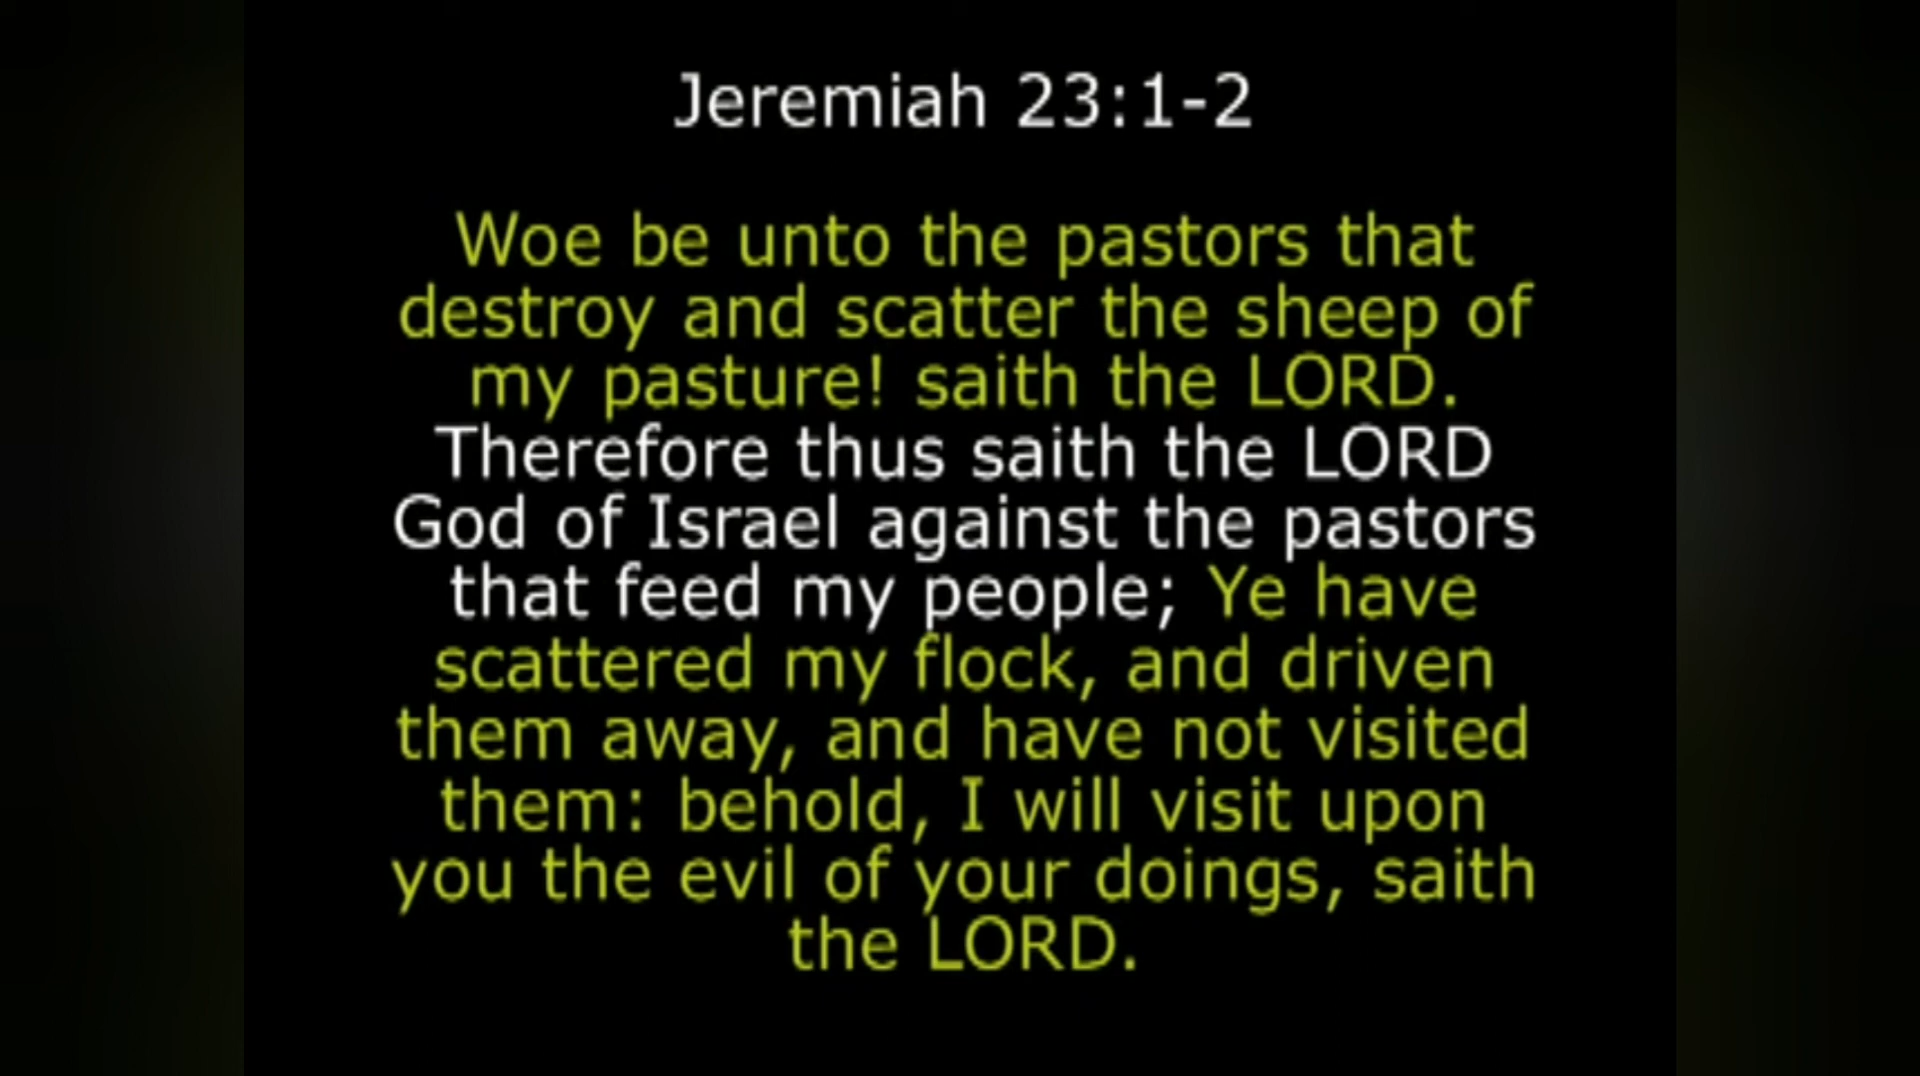 Jeremiah 23:1-2
Woe be unto the pastors that
destroy and scatter the sheep of
my pasture! saith the LORD.
Therefore thus saith the LORD
God of Israel against the pastors
that feed my people; Ye have
scattered my flock, and driven
them away, and have not visited
them: behold, I will visit upon
you the evil of your doings, saith
the LORD.